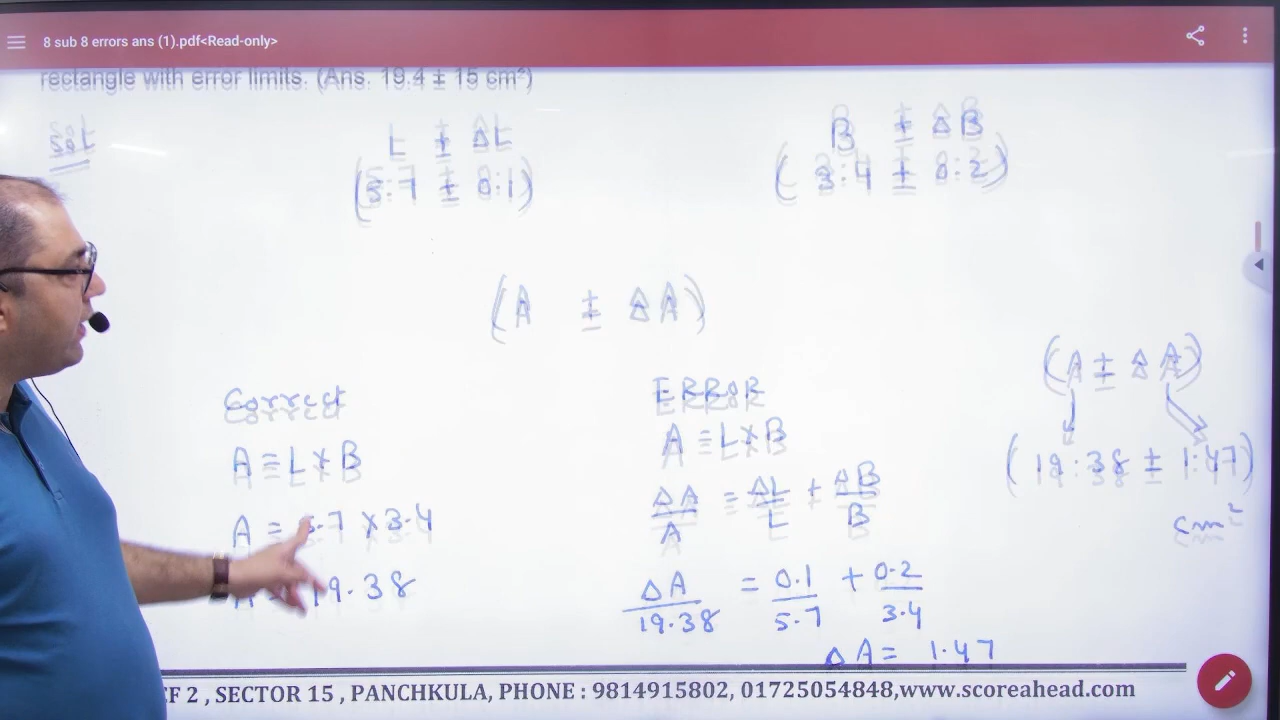 8 sub 8 errors ans (1).pdf<Read-only>
rectangle with error limits. (Ans. 19.4 ± 15 cm²)
Sol
L ± ΔL
B ± ΔB
(5.7 ± 0.1)
(3.4 ± 0.2)
(A ± ΔA)
(A ± ΔA)
(19.38 ± 1.47)
cm²
Correct
A = L × B
A = 5.7 × 3.4
19.38
ERROR
A = L × B
ΔA/A = ΔL/L + ΔB/B
ΔA/19.38 = 0.1/5.7 + 0.2/3.4
ΔA = 1.47
2 , SECTOR 15 , PANCHKULA, PHONE : 9814915802, 01725054848,www.scoreahead.com